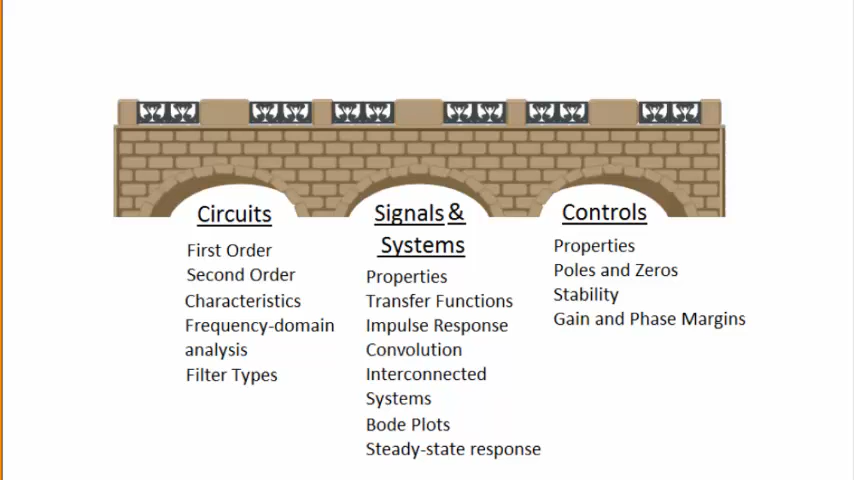 Circuits
First Order
Second Order
Characteristics
Frequency-domain
analysis
Filter Types
Signals &
Systems
Properties
Transfer Functions
Impulse Response
Convolution
Interconnected
Systems
Bode Plots
Steady-state response
Controls
Properties
Poles and Zeros
Stability
Gain and Phase Margins